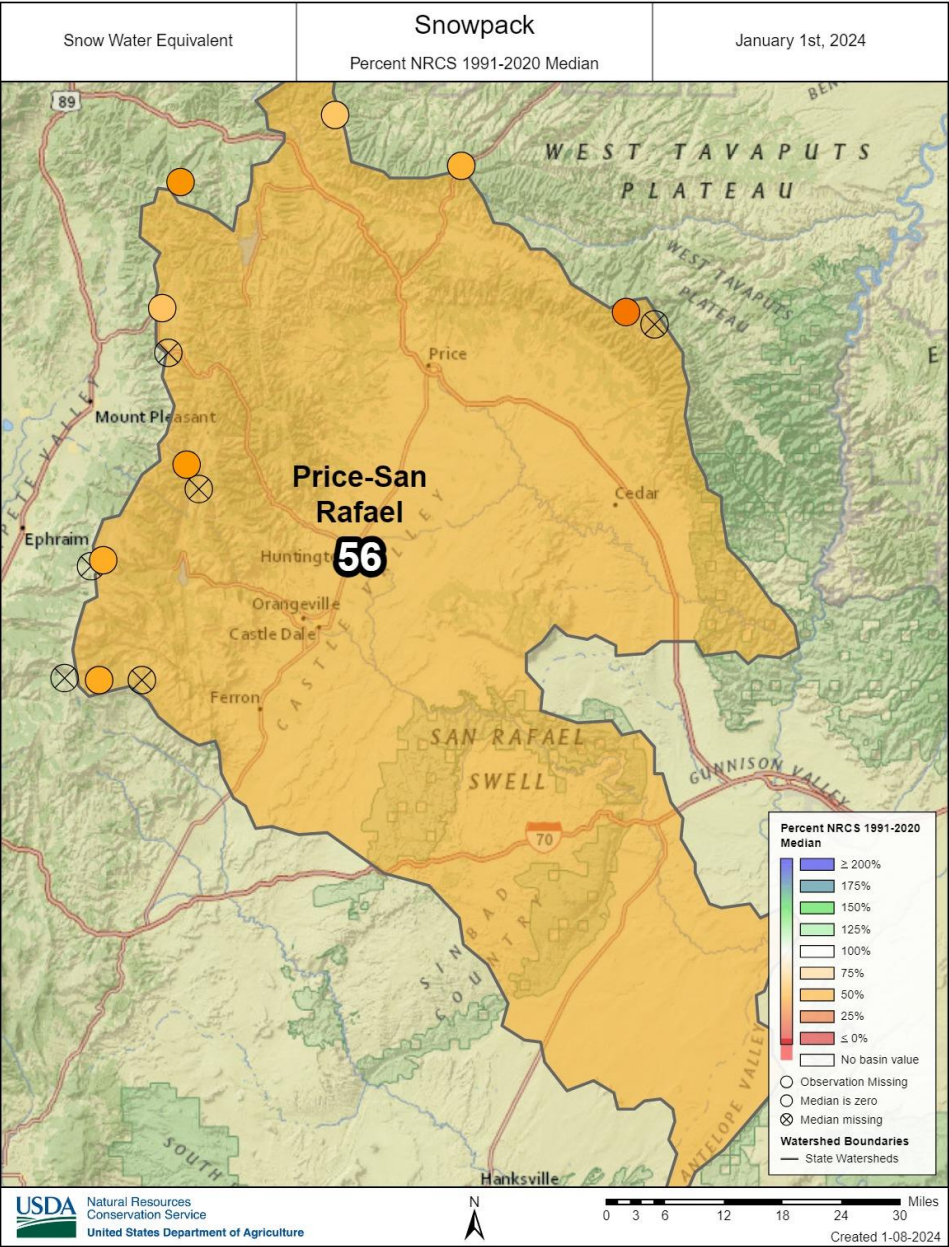 Snow Water Equivalent
Snowpack
Percent NRCS 1991-2020 Median
January 1st, 2024
89
WEST TAVAPUTS
PLATEAU
WEST TAVAPUTS
PLATEAU
E
Price
Mount Pleasant
Price-San
Rafael
56
Cedar
Ephraim
VALLEY
Orangeville
Castle Dale
CASTLE VALLEY
Ferron
SAN RAFAEL
SWELL
GUNNISON VALLEY
70
SINBAD
COUNTRY
ANTELOPE VALLEY
SOUTH
Hanksville
Percent NRCS 1991-2020
Median
≥ 200%
175%
150%
125%
100%
75%
50%
25%
≤ 0%
No basin value
Observation Missing
Median is zero
Median missing
Watershed Boundaries
State Watersheds
USDA
Natural Resources
Conservation Service
United States Department of Agriculture
N
Miles
0 3 6 12 18 24 30
Created 1-08-2024